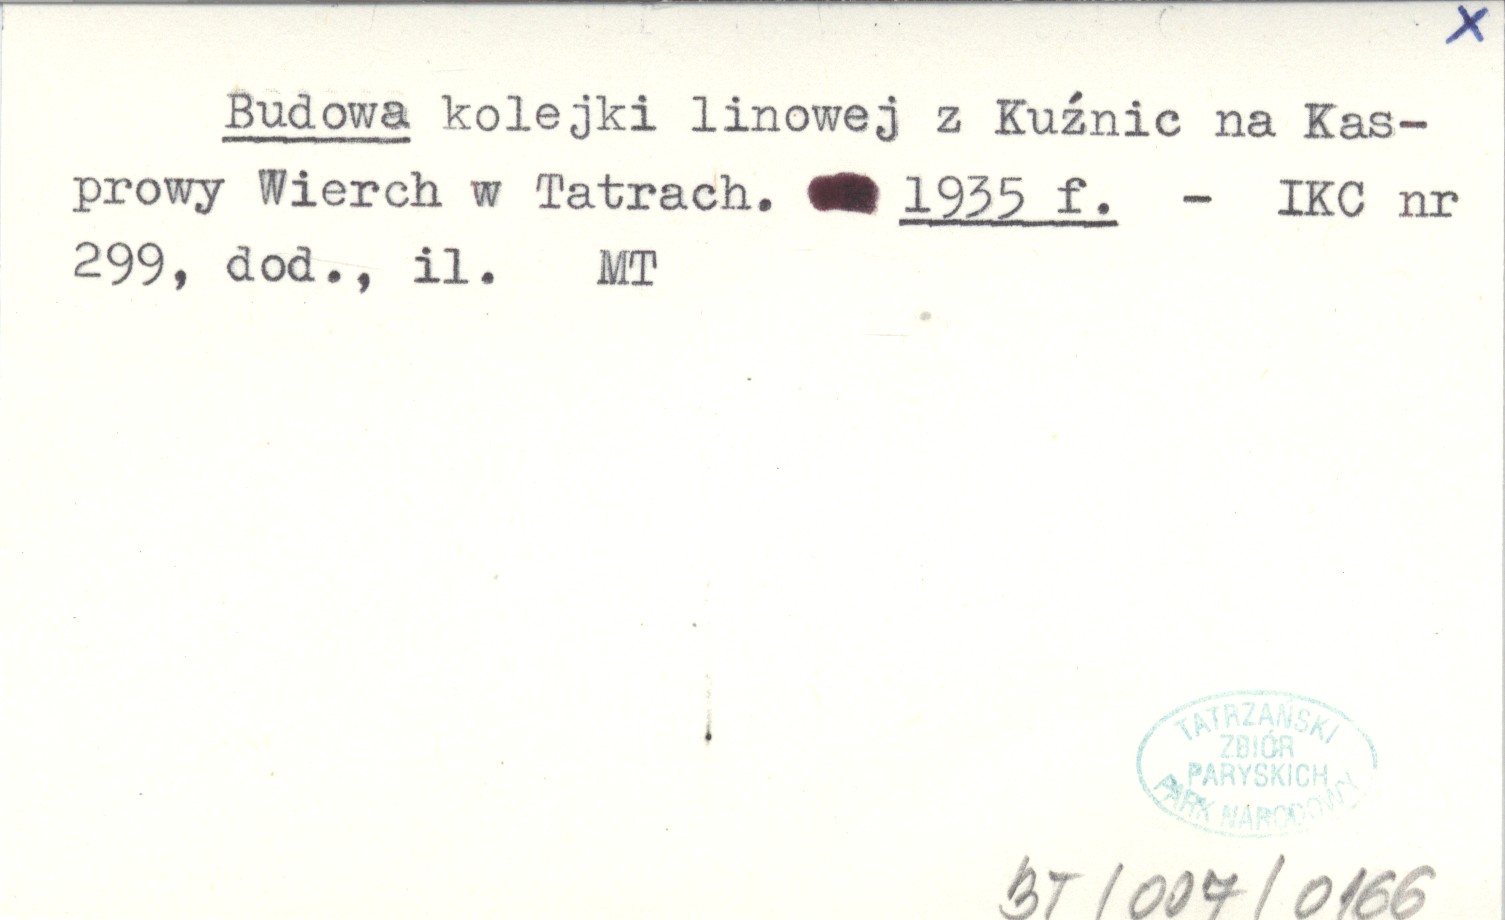 X
Budowa kolejki linowej z Kuźnic na Kas-
prowy Wierch w Tatrach. 1935 f. - IKC nr
299, dod., il. MT
TATRZAŃSKI
ZBIÓR
PARYSKICH
PARK NARODOWY
BT/007/0166